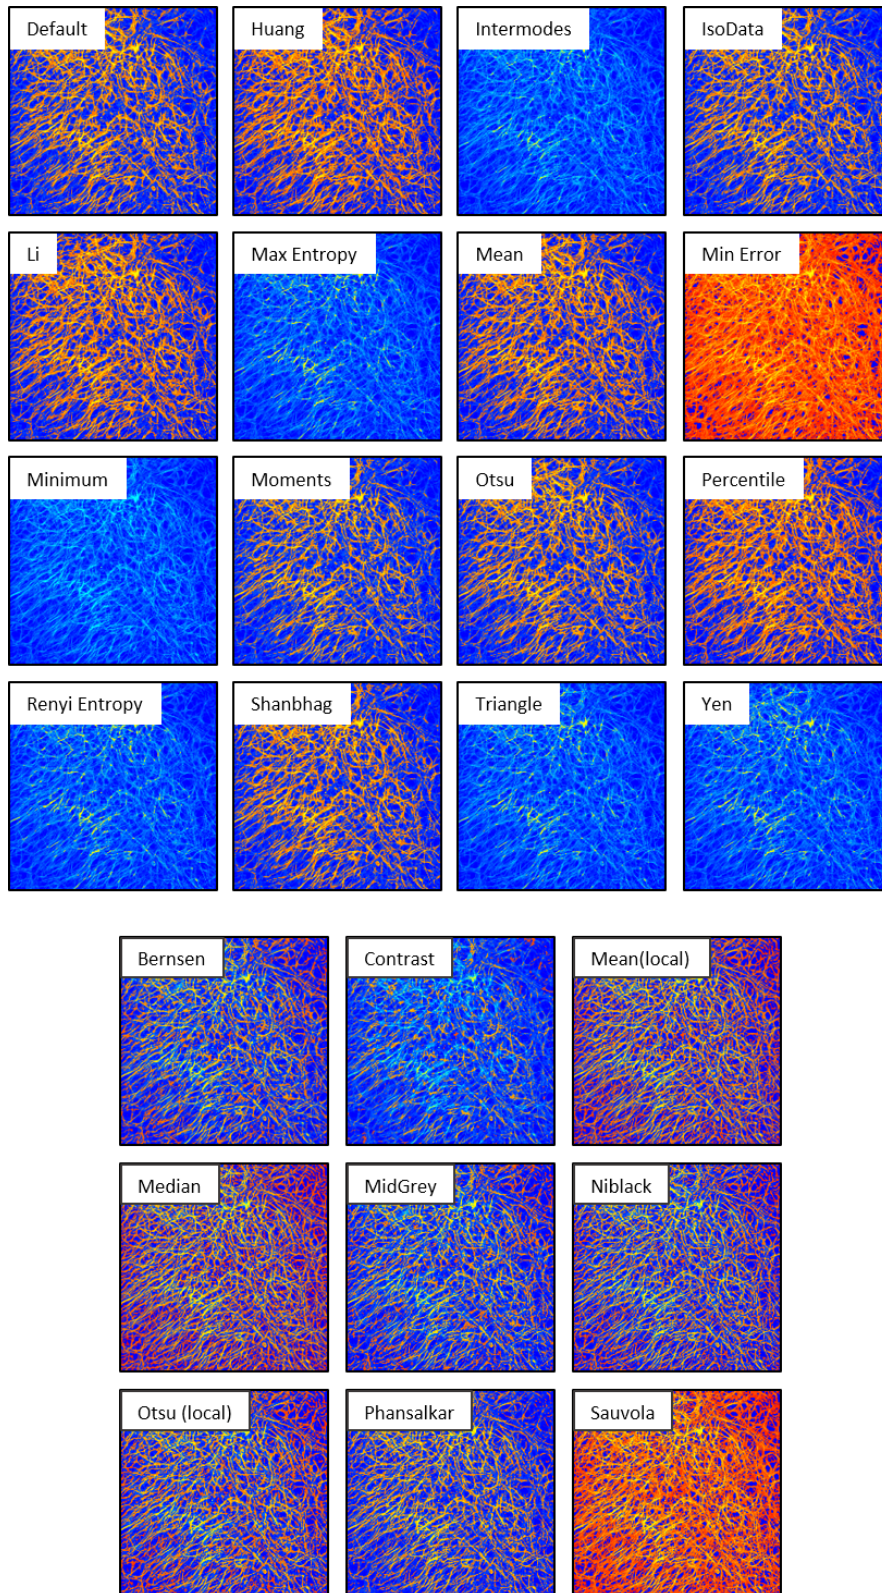 Default
Huang
Intermodes
IsoData
Li
Max Entropy
Mean
Min Error
Minimum
Moments
Otsu
Percentile
Renyi Entropy
Shanbhag
Triangle
Yen
Bernsen
Contrast
Mean(local)
Median
MidGrey
Niblack
Otsu (local)
Phansalkar
Sauvola